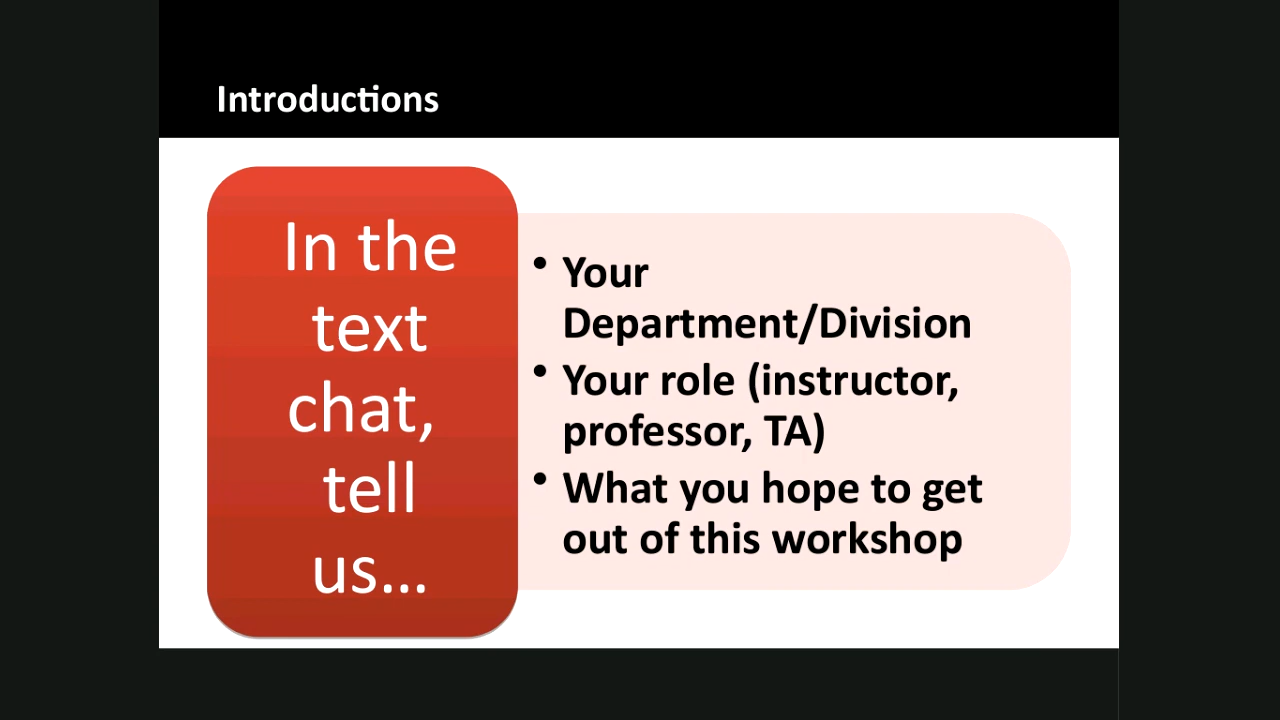 Introductions
In the
text
chat,
tell
us...
• Your
Department/Division
• Your role (instructor,
professor, TA)
• What you hope to get
out of this workshop